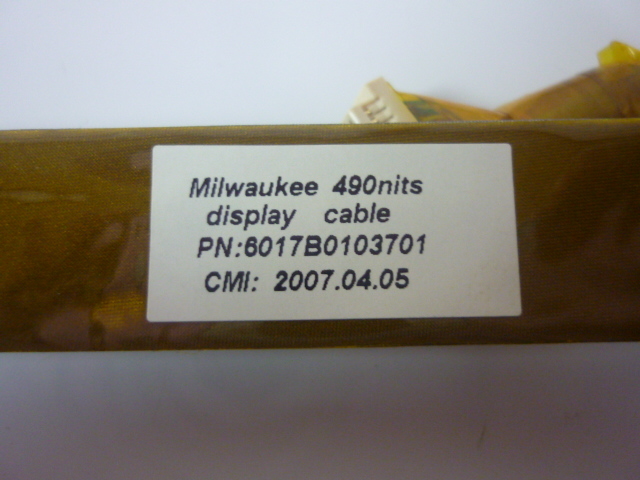 Milwaukee 490nits
display cable
PN:6017B0103701
CMI: 2007.04.05